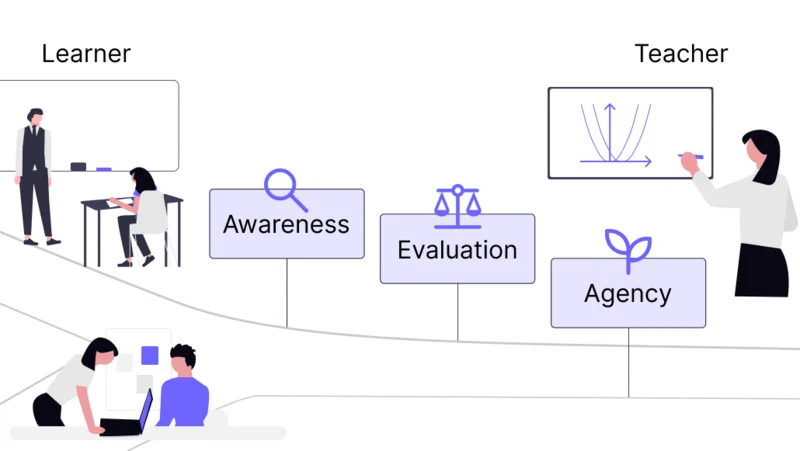 Learner
Teacher
Awareness
Evaluation
Agency